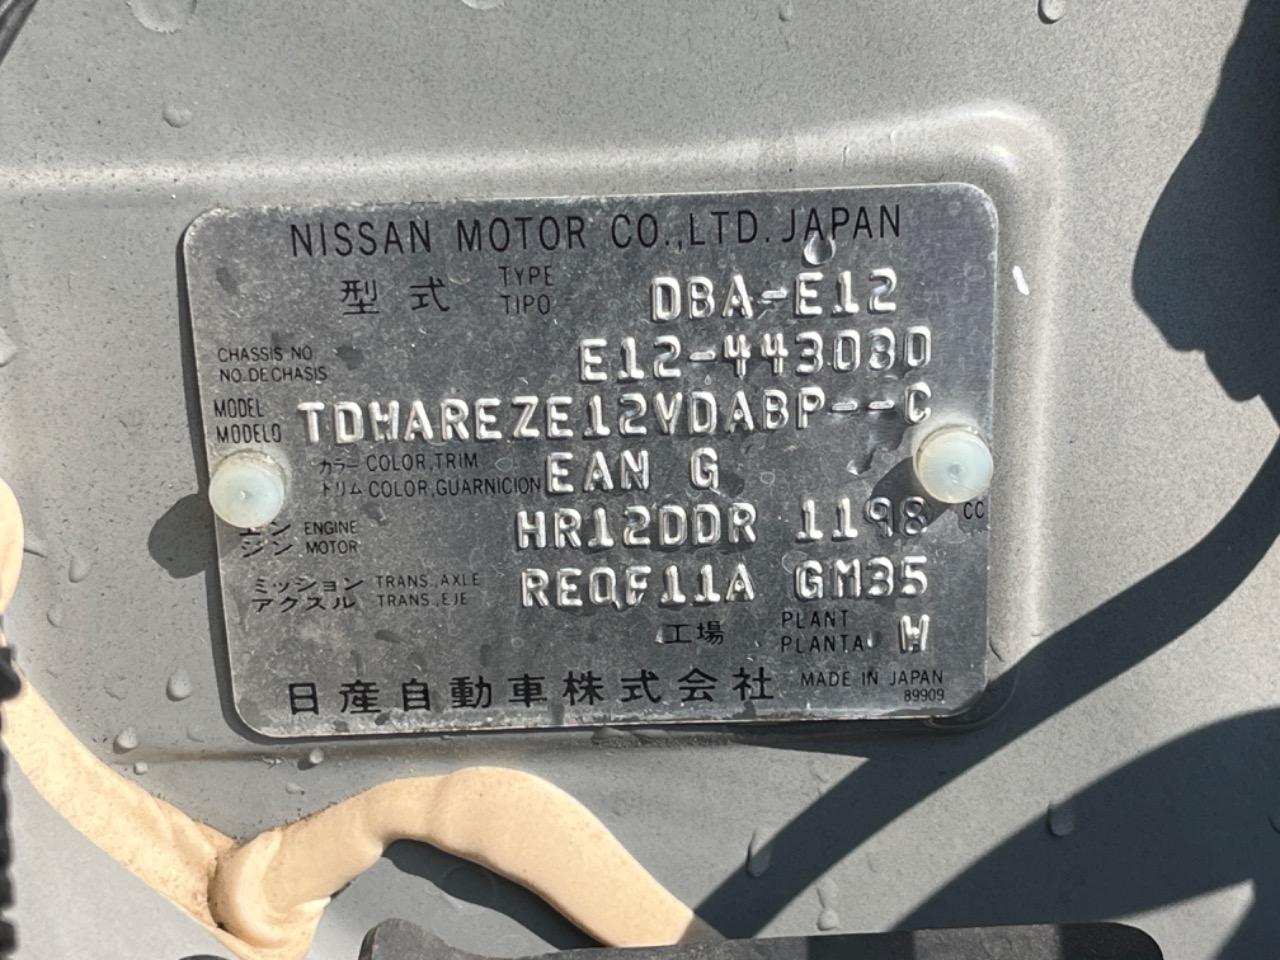 NISSAN MOTOR CO.,LTD. JAPAN
型式 TYPE TIPO DBA-E12
CHASSIS NO. NO.DE CHASIS E12-443080
MODEL MODELO TDHAREZE12VDABP--C
カラー COLOR,TRIM
トリム COLOR,GUARNICION EAN G
エンジン ENGINE MOTOR HR12DDR 1198 CC
ミッション TRANS.,AXLE
アクスル TRANS.,EJE REQF11A GM35
工場 PLANT PLANTA W
日産自動車株式会社 MADE IN JAPAN
89909